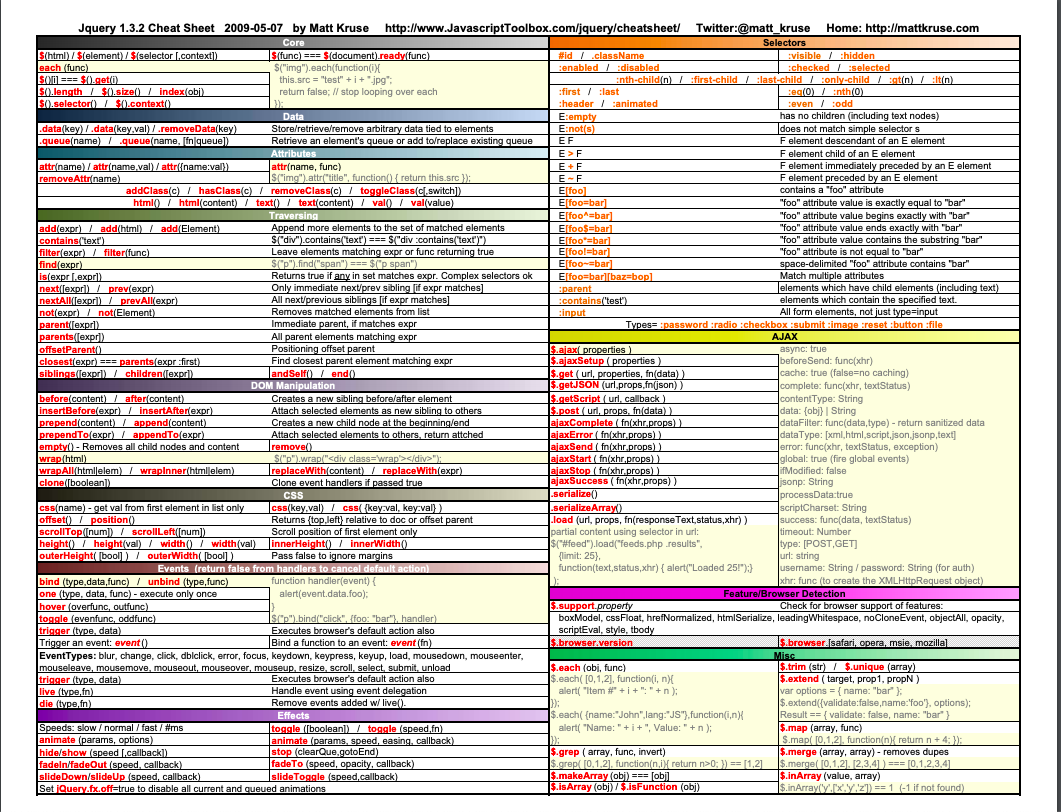 Jquery 1.3.2 Cheat Sheet 2009-05-07 by Matt Kruse http://www.JavascriptToolbox.com/jquery/cheatsheet/ Twitter:@matt_kruse Home: http://mattkruse.com
Core
$(html) / $(element) / $(selector [,context]) $(func) === $(document).ready(func)
each (func) $("img").each(function(i){
$()[i] === $().get(i) this.src = "test" + i + ".jpg";
$().length / $().size() / index(obj) return false; // stop looping over each
$().selector() / $().context() });
Data
.data(key) / .data(key,val) / .removeData(key) Store/retrieve/remove arbitrary data tied to elements
.queue(name) / .queue(name, [fn|queue]) Retrieve an element's queue or add to/replace existing queue
Attributes
attr(name) / attr(name,val) / attr({name:val}) attr(name, func)
removeAttr(name) $("img").attr("title", function() { return this.src });
addClass(c) / hasClass(c) / removeClass(c) / toggleClass(c[,switch])
html() / html(content) / text() / text(content) / val() / val(value)
Traversing
add(expr) / add(html) / add(Element) Append more elements to the set of matched elements
contains('text') $("div").contains('text') === $("div :contains('text')")
filter(expr) / filter(func) Leave elements matching expr or func returning true
find(expr) $("p").find("span") === $("p span")
is(expr [,expr]) Returns true if any in set matches expr. Complex selectors ok
next([expr]) / prev(expr) Only immediate next/prev sibling [if expr matches]
nextAll([expr]) / prevAll(expr) All next/previous siblings [if expr matches]
not(expr) / not(Element) Removes matched elements from list
parent([expr]) Immediate parent, if matches expr
parents([expr]) All parent elements matching expr
offsetParent() Positioning offset parent
closest(expr) === parents(expr :first) Find closest parent element matching expr
siblings([expr]) / children([expr]) andSelf() / end()
DOM Manipulation
before(content) / after(content) Creates a new sibling before/after element
insertBefore(expr) / insertAfter(expr) Attach selected elements as new sibling to others
prepend(content) / append(content) Creates a new child node at the beginning/end
prependTo(expr) / appendTo(expr) Attach selected elements to others, return attched
empty() - Removes all nodes and content remove()
wrap(html) $("p").wrap("<div class='wrap'></div>");
wrapAll(html|elem) / wrapInner(html|elem) replaceWith(content) / replaceWith(expr)
clone([boolean]) Clone event handlers if passed true
CSS
css(name) - get val from first element in list only css(key,val) / css( {key:val, key:val} )
offset() / position() Returns {top,left} relative to doc or offset parent
scrollTop([num] / scrollLeft([num] Scroll position of first element only
height() / height(val) / width() / width(val) innerHeight() / innerWidth()
outerHeight( [bool] ) / outerWidth( [bool] ) Pass false to ignore margins
Events (return false from handlers to cancel default action)
bind (type,data,func) / unbind (type,func) function handler(event) {
one (type, data, func) - execute only once alert(event.data.foo);
hover (overfunc, outfunc) }
toggle (evenfunc, oddfunc) $("p").bind("click", {foo: "bar"}, handler)
trigger (type, data) Executes browser's default action also
Trigger an event: event() Bind a function to an event: event(fn)
EventTypes: blur, change, click, dblclick, error, focus, keydown, keypress, keyup, load, mousedown, mouseenter,
mouseleave, mousemove, mouseout, mouseover, mouseup, resize, scroll, select, submit, unload
trigger (type, data) Executes browser's default action also
live (type,fn) Handle event using event delegation
die (type,fn) Remove events added w/ live().
Effects
Speeds: slow / normal / fast / #ms toggle ([boolean]) / toggle (speed,fn)
animate (params, options) animate (params, speed, easing, callback)
hide/show (speed [,callback]) stop (clearQue,gotoEnd)
fadeIn/fadeOut (speed, callback) fadeTo (speed, opacity, callback)
slideDown/slideUp (speed, callback) slideToggle (speed,callback)
Set jQuery.fx.off=true to disable all current and queued animations
Selectors
#id / .className :visible / :hidden
:enabled / :disabled :checked / :selected
:nth-child(n) / :first-child / :last-child / :only-child / :gt(n) / :lt(n)
:first / :last :eq(0) / :nth(0)
:header / :animated :even / :odd
E:empty has no children (including text nodes)
E:not(s) does not match simple selector s
E F F element descendant of an E element
E > F F element child of an E element
E + F F element immediately preceded by an E element
E ~ F F element preceded by an E element
E[foo] contains a "foo" attribute
E[foo=bar] "foo" attribute value is exactly equal to "bar"
E[foo^=bar] "foo" attribute value begins exactly with "bar"
E[foo$=bar] "foo" attribute value ends exactly with "bar"
E[foo*=bar] "foo" attribute value contains the substring "bar"
E[foo!=bar] "foo" attribute is not equal to "bar"
E[foo~=bar] space-delimited "foo" attribute contains "bar"
E[foo=bar][baz=bop] Match multiple attributes
:parent elements which have child elements (including text)
:contains('test') elements which contain the specified text.
:input All form elements, not just type=input
Types= :password :radio :checkbox :submit :image :reset :button :file
AJAX
$.ajax( properties ) async: true
$.ajaxSetup ( properties ) beforeSend: func(xhr)
$.get ( url, properties, fn(data) ) cache: true (false=no caching)
$.getJSON (url,props,fn(json) ) complete: func(xhr, textStatus)
$.getScript ( url, callback ) contentType: String
$.post ( url, props, fn(data) ) data: {obj} | String
ajaxComplete ( fn(xhr,props) ) dataFilter: func(data,type) - return sanitized data
ajaxError ( fn(xhr,props) ) dataType: [xml,html,script,json,jsonp,text]
ajaxSend ( fn(xhr,props) ) error: func(xhr, textStatus, exception)
ajaxStart ( fn(xhr,props) ) global: true (fire global events)
ajaxStop ( fn(xhr,props) ) ifModified: false
ajaxSuccess ( fn(xhr,props) ) jsonp: String
.serialize() processData:true
.serializeArray() scriptCharset: String
.load (url, props, fn(responseText,status,xhr) ) success: func(data, textStatus)
partial content using selector in url: timeout: Number
$("#feed").load("feeds.php .results", type: [POST,GET]
{limit: 25}, url: string
function(text,status,xhr) { alert("Loaded 25!");} username: String / password: String (for auth)
); xhr: func (to create the XMLHttpRequest object)
Feature/Browser Detection
$.support.property Check for browser support of features:
boxModel, cssFloat, hrefNormalized, htmlSerialize, leadingWhitespace, noCloneEvent, objectAll, opacity,
scriptEval, style, tbody
$.browser.version $.browser.[safari, opera, msie, mozilla]
Misc
$.each (obj, func) $.trim (str) / $.unique (array)
$.each( [0,1,2], function(i, n){ $.extend ( target, prop1, propN )
alert( "Item #" + i + ": " + n ); var options = { name: "bar" };
}); $.extend({validate:false,name:'foo'}, options);
$.each( {name:"John",lang:"JS"},function(i,n){ Result == { validate: false, name: "bar" }
alert( "Name: " + i + ", Value: " + n ); $.map (array, func)
}); $.map( [0,1,2], function(n){ return n + 4; });
$.grep ( array, func, invert) $.merge (array, array) - removes dupes
$.grep( [0,1,2], function(n,i){ return n>0; }) == [1,2] $.merge( [0,1,2], [2,3,4] ) === [0,1,2,3,4]
$.makeArray (obj) === [obj] $.inArray (value, array)
$.isArray (obj) / $.isFunction (obj) $.inArray('y',['x','y','z']) == 1 (-1 if not found)